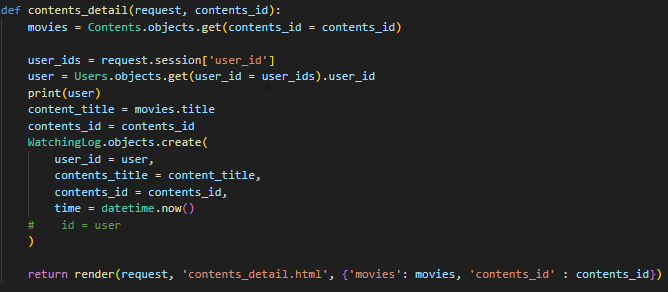 def contents_detail(request, contents_id):
    movies = Contents.objects.get(contents_id = contents_id)
    user_ids = request.session['user_id']
    user = Users.objects.get(user_id = user_ids).user_id
    print(user)
    content_title = movies.title
    contents_id = contents_id
    WatchingLog.objects.create(
        user_id = user,
        contents_title = content_title,
        contents_id = contents_id,
        time = datetime.now()
    #    id = user
    )
    return render(request, 'contents_detail.html', {'movies': movies, 'contents_id' : contents_id})